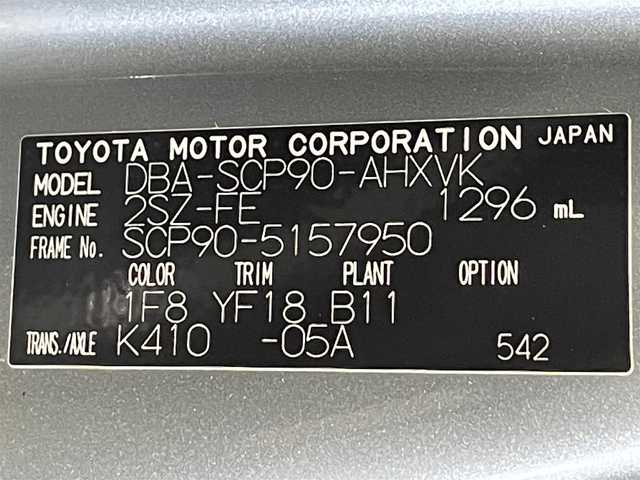 TOYOTA MOTOR CORPORATION JAPAN
MODEL DBA-SCP90-AHXVK
ENGINE 2SZ-FE 1296 mL
FRAME No. SCP90-5157950
COLOR TRIM PLANT OPTION
1F8 YF18 B11
TRANS./AXLE K410 -05A 542